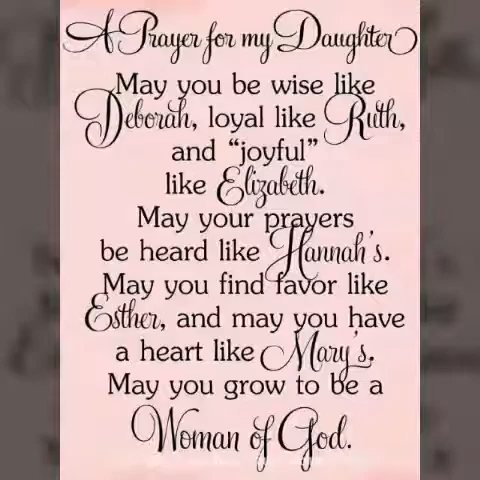 A Prayer for my Daughter
May you be wise like
Deborah, loyal like Ruth,
and “joyful”
like Elizabeth.
May your prayers
be heard like Hannah's.
May you find favor like
Esther, and may you have
a heart like Mary's.
May you grow to be a
Woman of God.